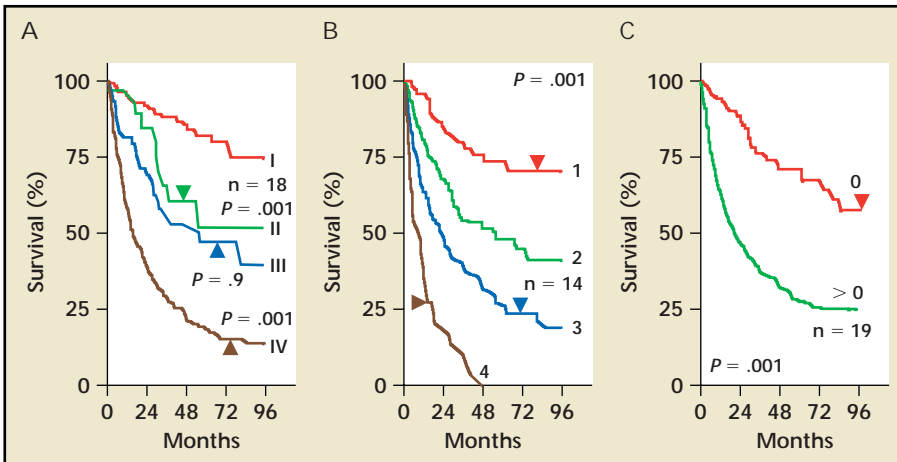 A
100
75
50
25
0
Survival (%)
I
n = 18
P = .001
II
III
P = .9
P = .001
IV
0 24 48 72 96
Months
B
P = .001
100
75
50
25
0
Survival (%)
1
2
n = 14
3
4
0 24 48 72 96
Months
C
100
75
50
25
0
Survival (%)
0
> 0
n = 19
P = .001
0 24 48 72 96
Months